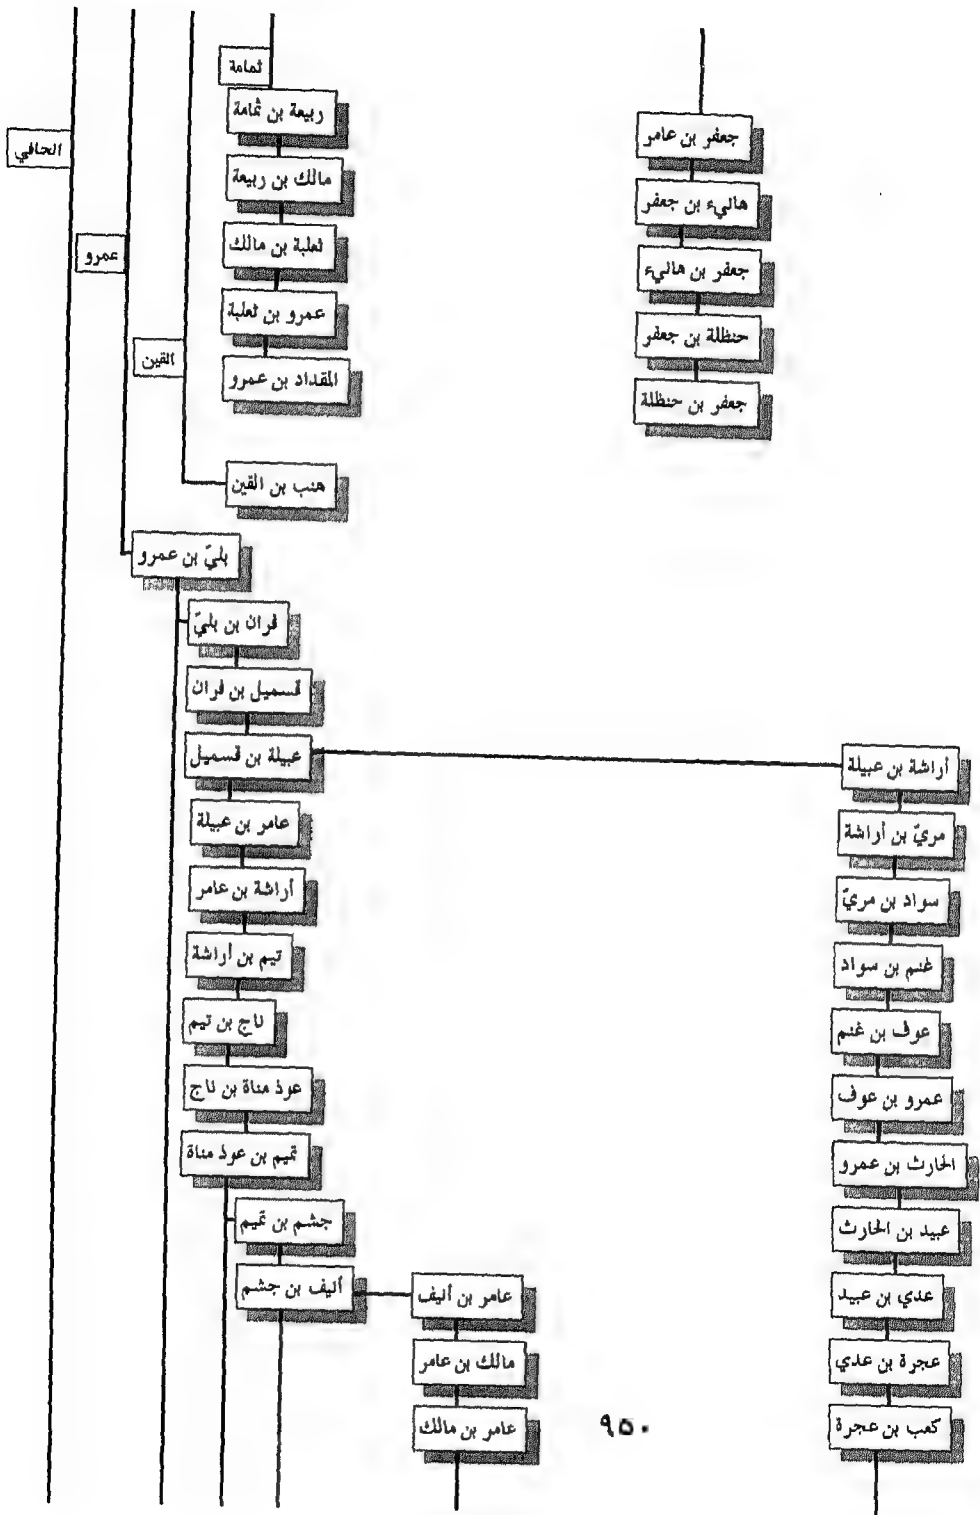 ثمامة
ربيعة بن ثمامة
مالك بن ربيعة
ثعلبة بن مالك
عمرو بن ثعلبة
المقداد بن عمرو
جعفر بن عامر
هاليء بن جعفر
جعفر بن هاليء
حنظلة بن جعفر
جعفر بن حنظلة
الحافي
عمرو
القين
هنب بن القين
بليّ بن عمرو
فران بن بليّ
قسميل بن فران
عبيلة بن قسميل
عامر بن عبيلة
أراشة بن عامر
تيم بن أراشة
ناج بن تيم
عوذ مناة بن ناج
تميم بن عوذ مناة
جشم بن تميم
أليف بن جشم
عامر بن أليف
مالك بن عامر
عامر بن مالك
أراشة بن عبيلة
مريّ بن أراشة
سواد بن مريّ
غنم بن سواد
عوف بن غنم
عمرو بن عوف
الحارث بن عمرو
عبيد بن الحارث
عدي بن عبيد
عجرة بن عدي
كعب بن عجرة
٩٥٠